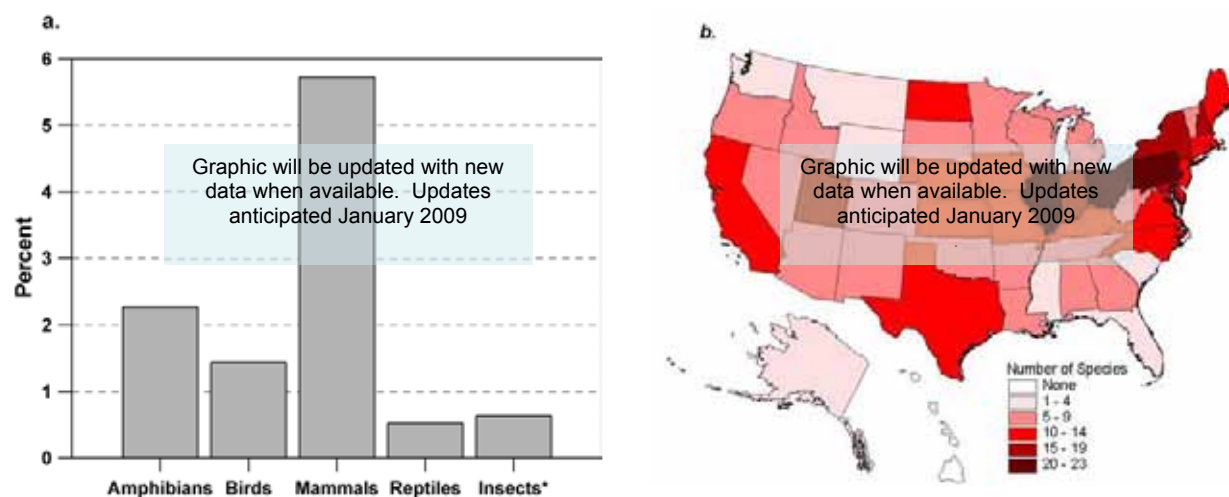 a.
6
5
4
3
2
1
0
Percent
Graphic will be updated with new
data when available. Updates
anticipated January 2009
Amphibians Birds Mammals Reptiles Insects*
b.
Graphic will be updated with new
data when available. Updates
anticipated January 2009
Number of Species
None
1 - 4
5 - 9
10 - 14
15 - 19
20 - 23